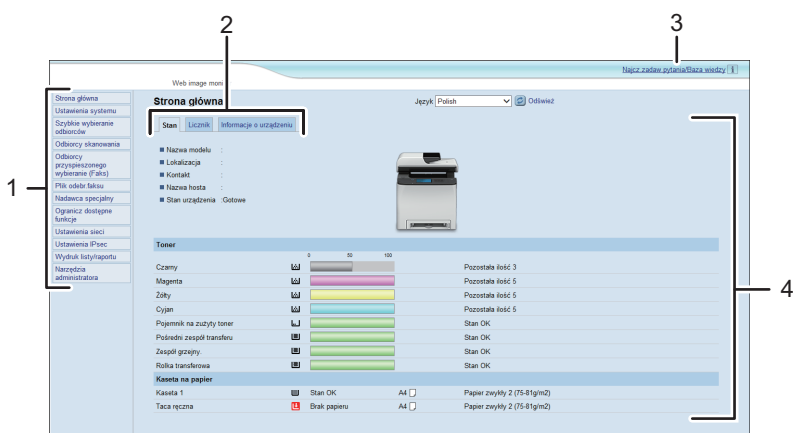 2
3
Najcz zadaw pytania/Baza wiedzy
Web image moni
1
Strona główna
Ustawienia systemu
Szybkie wybieranie
odbiorców
Odbiorcy skanowania
Odbiorcy
przyspieszonego
wybieranie (Faks)
Plik odebr.faksu
Nadawca specjalny
Ogranicz dostępne
funkcje
Ustawienia sieci
Ustawienia IPsec
Wydruk listy/raportu
Narzędzia
administratora
Strona główna
Język Polish Odśwież
Stan Licznik Informacje o urządzeniu
Nazwa modelu :
Lokalizacja :
Kontakt :
Nazwa hosta :
Stan urządzenia :Gotowe
4
Toner
0 50 100
Czarny Pozostała ilość 3
Magenta Pozostała ilość 5
Żółty Pozostała ilość 5
Cyjan Pozostała ilość 5
Pojemnik na zużyty toner Stan OK
Pośredni zespół transferu Stan OK
Zespół grzejny. Stan OK
Rolka transferowa Stan OK
Kaseta na papier
Kaseta 1 Stan OK A4 Papier zwykły 2 (75-81g/m2)
Taca ręczna Brak papieru A4 Papier zwykły 2 (75-81g/m2)